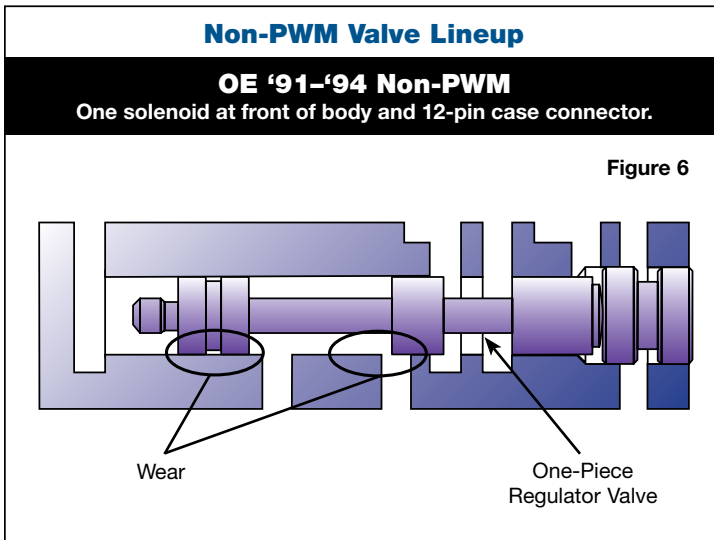 Non-PWM Valve Lineup
OE ‘91–‘94 Non-PWM
One solenoid at front of body and 12-pin case connector.
Figure 6
Wear
One-Piece
Regulator Valve